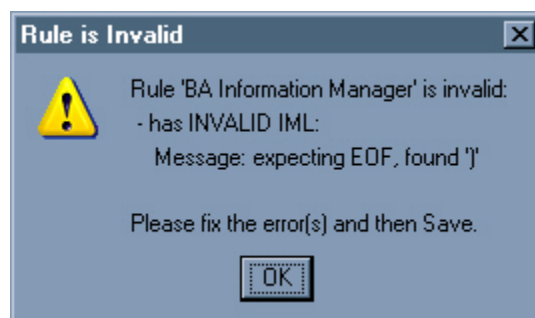 Rule is Invalid
Rule 'BA Information Manager' is invalid:
- has INVALID IML:
Message: expecting EOF, found ')'
Please fix the error(s) and then Save.
OK